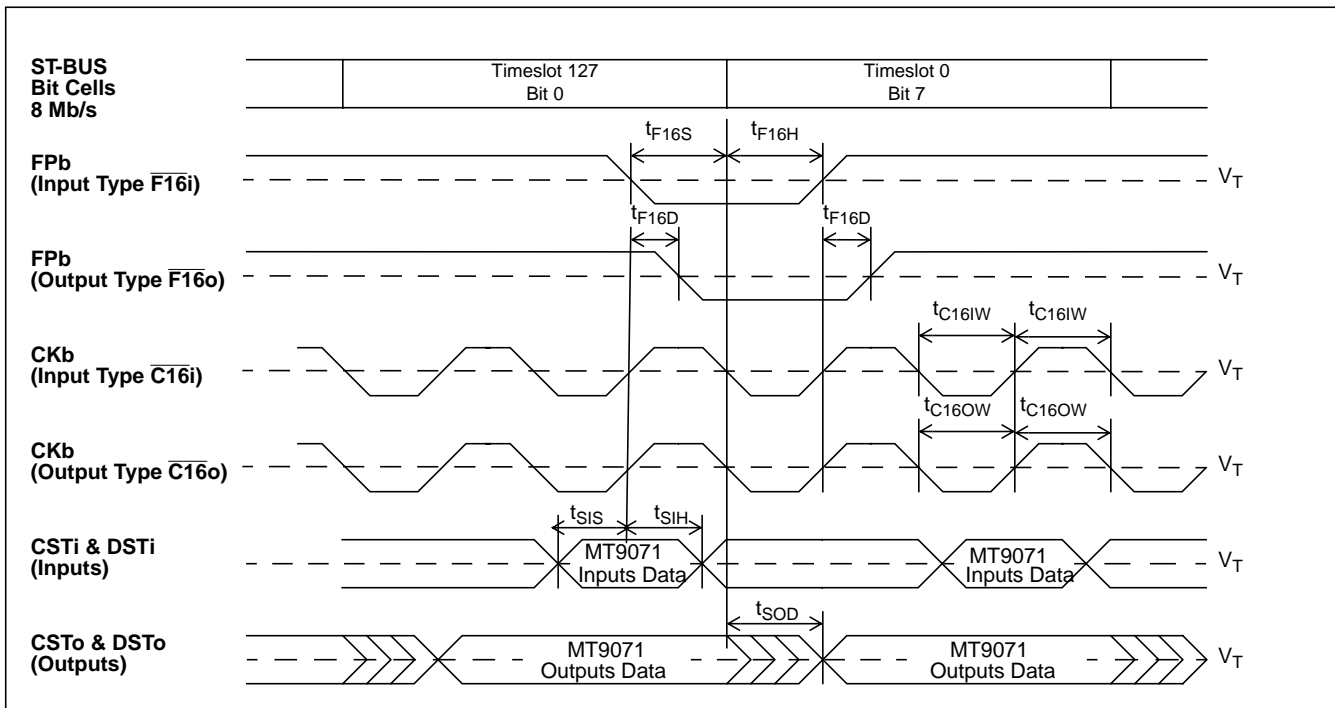 ST-BUS
Bit Cells
8 Mb/s
Timeslot 127
Bit 0
Timeslot 0
Bit 7
tF16S
tF16H
FPb
(Input Type F16i)
VT
tF16D
tF16D
FPb
(Output Type F16o)
VT
tC16IW
tC16IW
CKb
(Input Type C16i)
VT
tC16OW
tC16OW
CKb
(Output Type C16o)
VT
tSIS
tSIH
CSTi & DSTi
(Inputs)
MT9071
Inputs Data
MT9071
Inputs Data
VT
tSOD
CSTo & DSTo
(Outputs)
MT9071
Outputs Data
MT9071
Outputs Data
VT